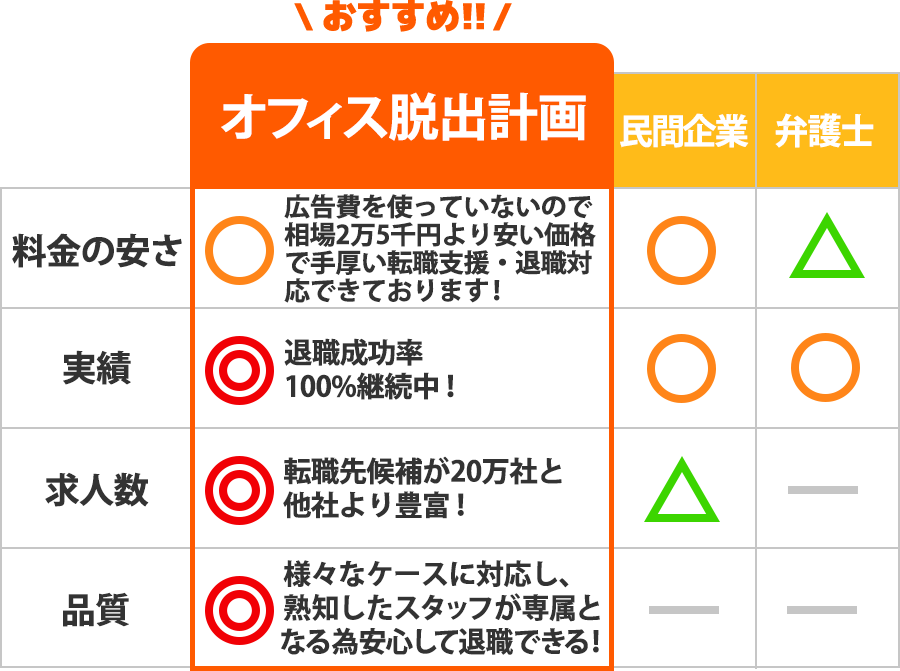 \ おすすめ!! /
オフィス脱出計画
民間企業
弁護士
料金の安さ
広告費を使っていないので
相場2万5千円より安い価格
で手厚い転職支援・退職対
応できております!
実績
退職成功率
100%継続中!
求人数
転職先候補が20万社と
他社より豊富!
品質
様々なケースに対応し、
熟知したスタッフが専属と
なる為安心して退職できる!